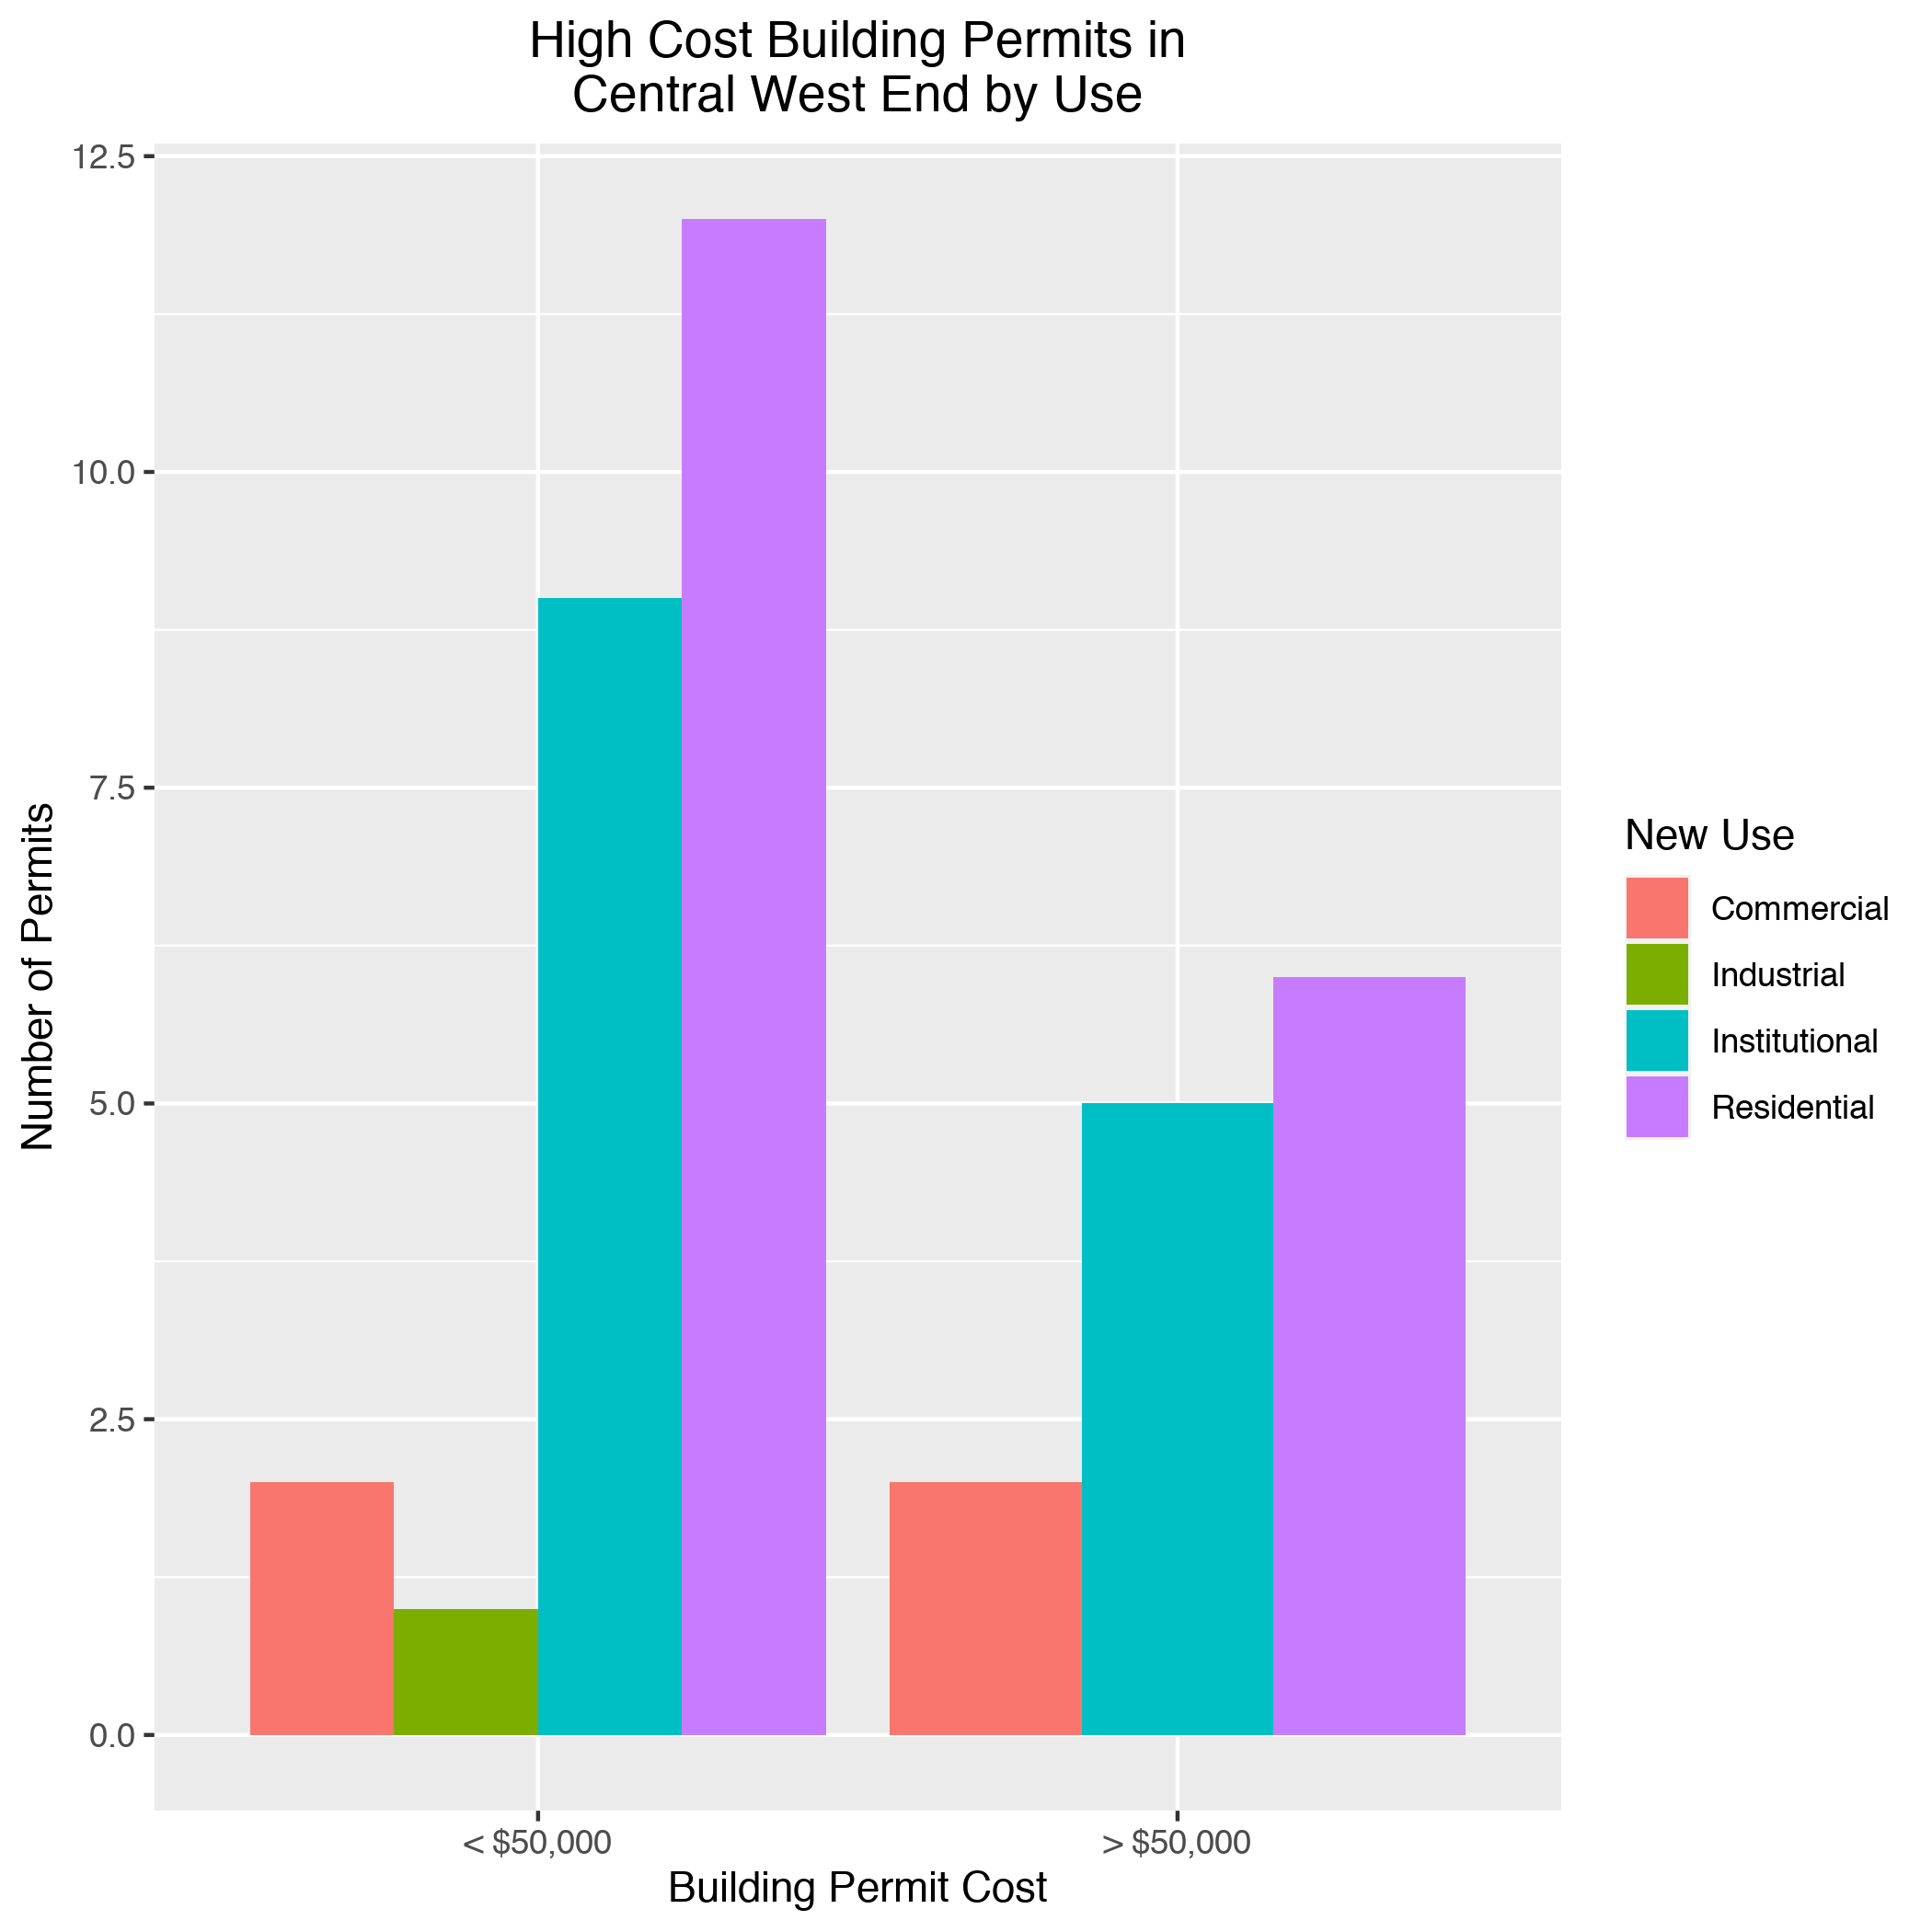 High Cost Building Permits in
Central West End by Use
12.5
10.0
7.5
5.0
2.5
0.0
Number of Permits
< $50,000
> $50,000
Building Permit Cost
New Use
Commercial
Industrial
Institutional
Residential